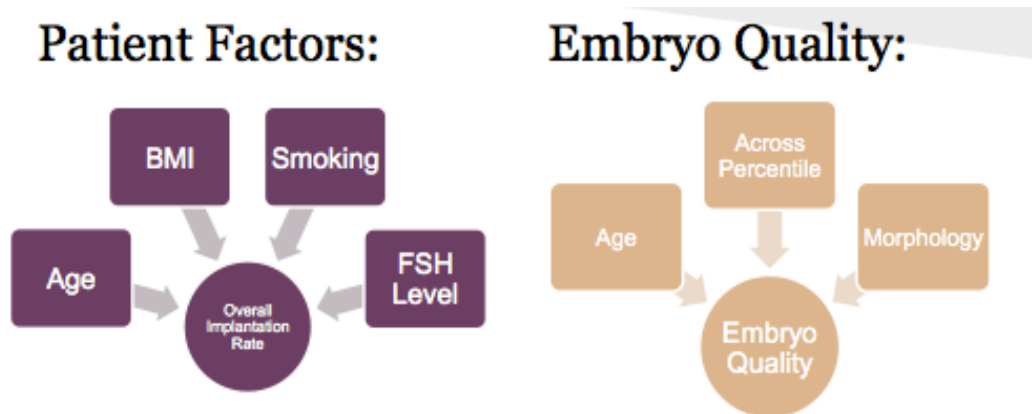 Patient Factors:
Embryo Quality:
BMI
Smoking
Age
FSH
Level
Overall
Implantation
Rate
Across
Percentile
Age
Morphology
Embryo
Quality